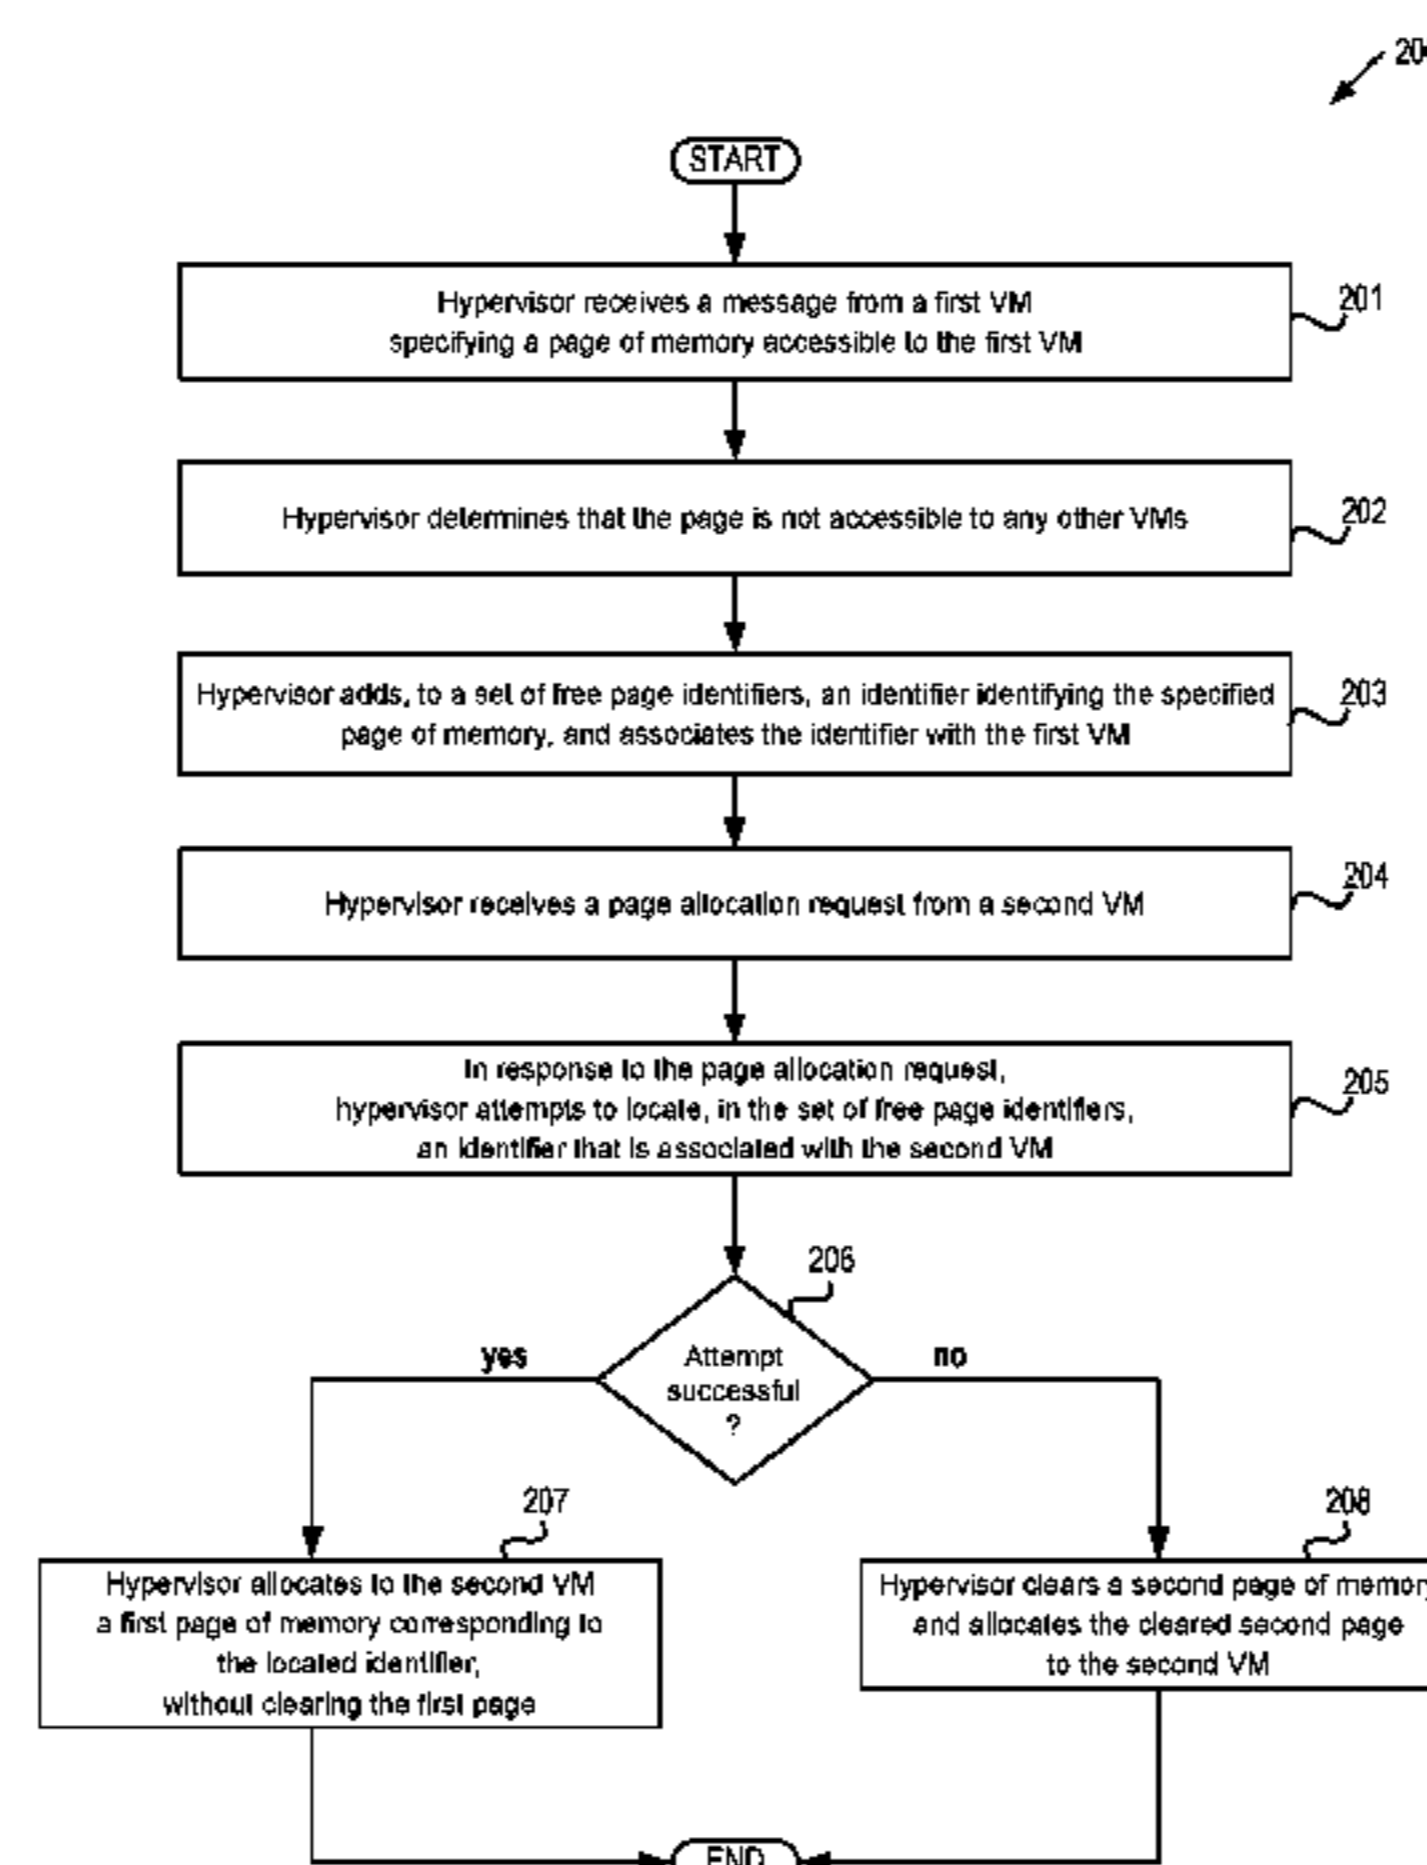 START
Hypervisor receives a message from a first VM
specifying a page of memory accessible to the first VM
201
Hypervisor determines that the page is not accessible to any other VMs
202
Hypervisor adds, to a set of free page identifiers, an identifier identifying the specified
page of memory, and associates the identifier with the first VM
203
Hypervisor receives a page allocation request from a second VM
204
In response to the page allocation request,
hypervisor attempts to locate, in the set of free page identifiers,
an identifier that is associated with the second VM
205
206
Attempt
successful
?
yes
no
207
Hypervisor allocates to the second VM
a first page of memory corresponding to
the located identifier,
without clearing the first page
208
Hypervisor clears a second page of memory
and allocates the cleared second page
to the second VM
END